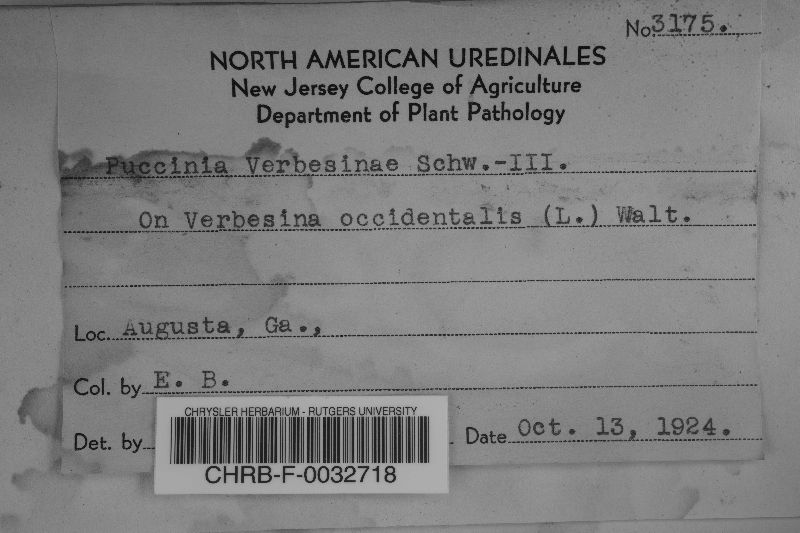 No. 3175.
NORTH AMERICAN UREDINALES
New Jersey College of Agriculture
Department of Plant Pathology
Puccinia Verbesinae Schw.-III.
On Verbesina occidentalis (L.) Walt.
Loc. Augusta, Ga.,
Col. by E. B.
Det. by
Date Oct. 13, 1924.
CHRYSLER HERBARIUM - RUTGERS UNIVERSITY
CHRB-F-0032718